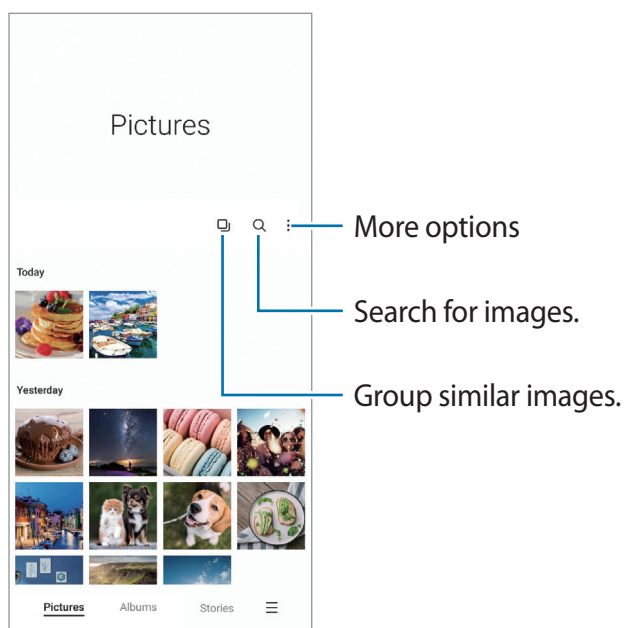 Pictures
More options
Today
Search for images.
Yesterday
Group similar images.
Pictures Albums Stories